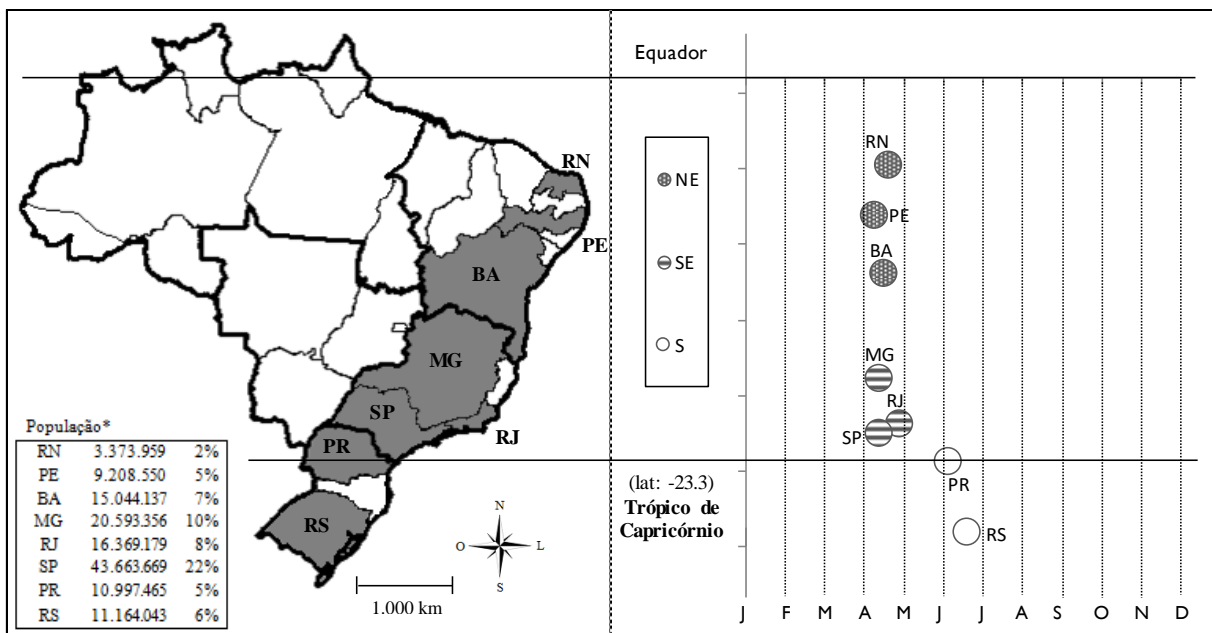 RN
PE
BA
MG
SP
RJ
PR
RS
População*
RN 3.373.959 2%
PE 9.208.550 5%
BA 15.044.137 7%
MG 20.593.356 10%
RJ 16.369.179 8%
SP 43.663.669 22%
PR 10.997.465 5%
RS 11.164.043 6%
N
O L
S
1.000 km
Equador
NE
SE
S
(lat: -23.3)
Trópico de
Capricórnio
RN
PE
BA
MG
RJ
SP
PR
RS
J F M A M J J A S O N D